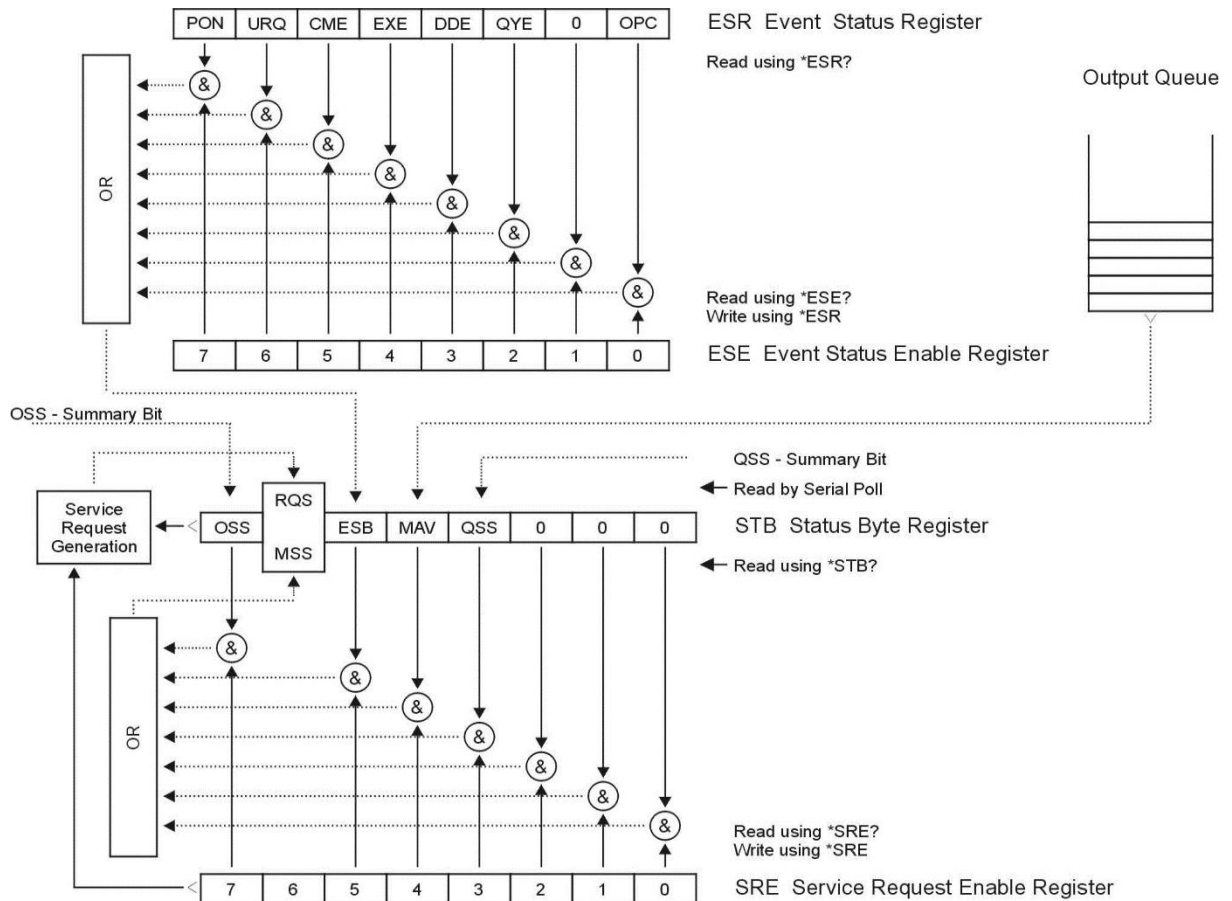 PON URQ CME EXE DDE QYE 0 OPC
ESR Event Status Register
Read using *ESR?
Output Queue
&
&
&
&
&
&
&
&
OR
Read using *ESE?
Write using *ESR
7 6 5 4 3 2 1 0
ESE Event Status Enable Register
OSS - Summary Bit
QSS - Summary Bit
Read by Serial Poll
Service
Request
Generation
OSS RQS MSS ESB MAV QSS 0 0 0
STB Status Byte Register
Read using *STB?
&
&
&
&
&
&
&
OR
Read using *SRE?
Write using *SRE
7 6 5 4 3 2 1 0
SRE Service Request Enable Register